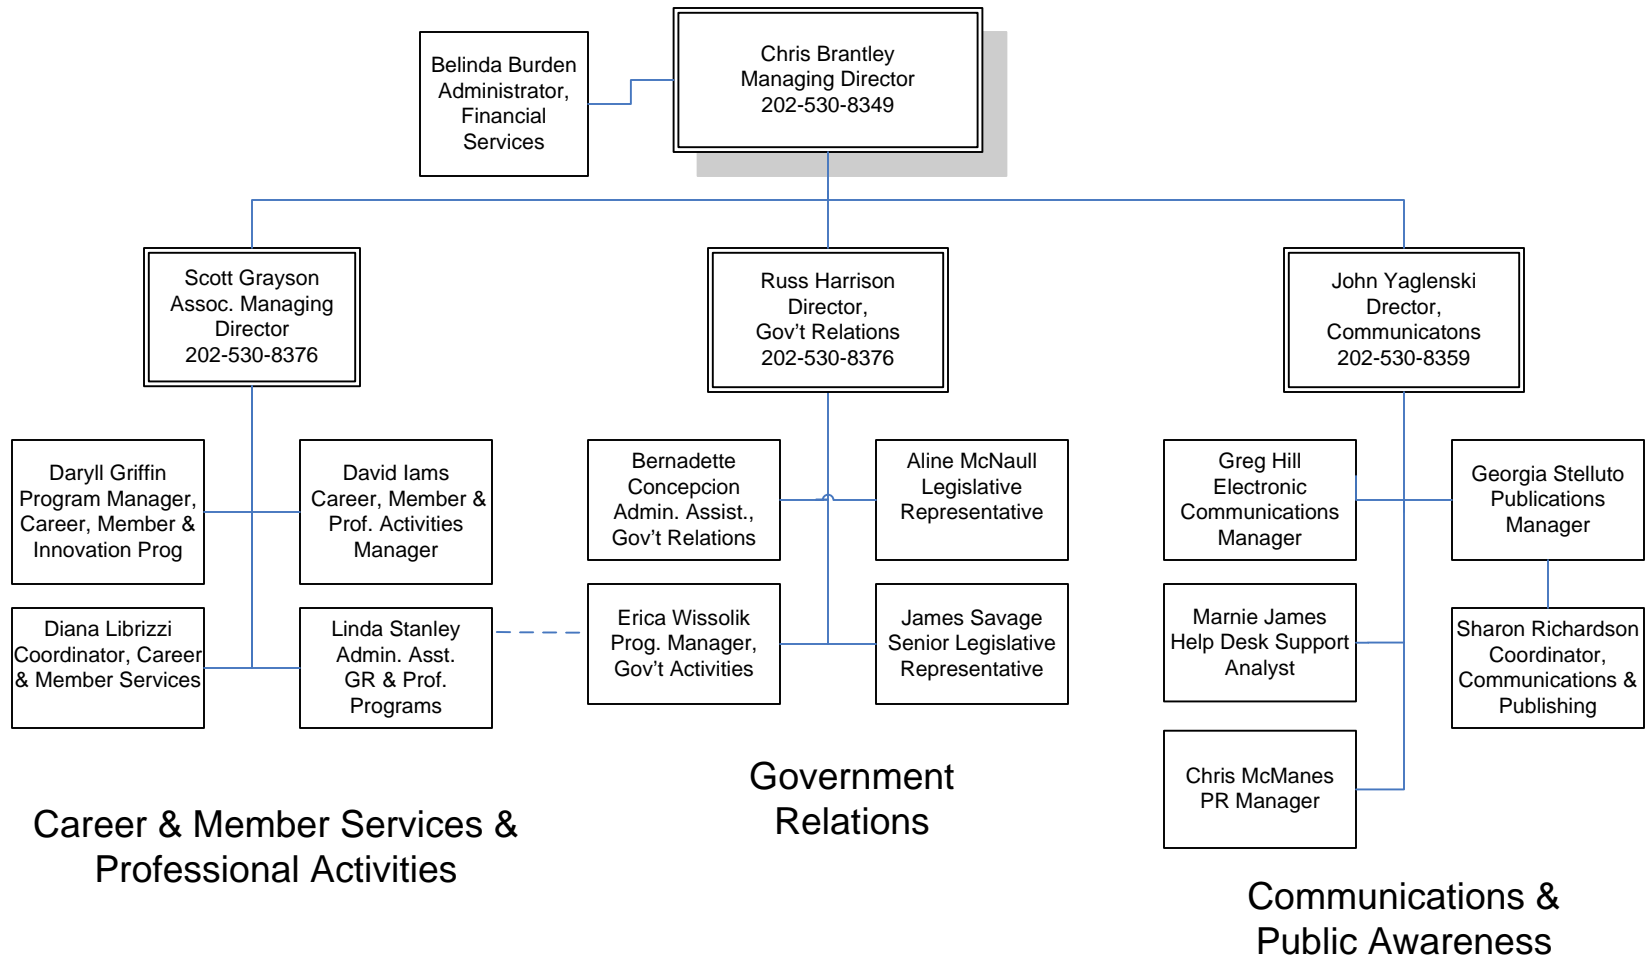 Belinda Burden
Administrator,
Financial
Services
Chris Brantley
Managing Director
202-530-8349
Scott Grayson
Assoc. Managing
Director
202-530-8376
Russ Harrison
Director,
Gov’t Relations
202-530-8376
John Yaglenski
Drector,
Communicatons
202-530-8359
Daryll Griffin
Program Manager,
Career, Member &
Innovation Prog
David Iams
Career, Member &
Prof. Activities
Manager
Diana Librizzi
Coordinator, Career
& Member Services
Linda Stanley
Admin. Asst.
GR & Prof.
Programs
Bernadette
Concepcion
Admin. Assist.,
Gov’t Relations
Aline McNaull
Legislative
Representative
Erica Wissolik
Prog. Manager,
Gov’t Activities
James Savage
Senior Legislative
Representative
Greg Hill
Electronic
Communications
Manager
Georgia Stelluto
Publications
Manager
Marnie James
Help Desk Support
Analyst
Sharon Richardson
Coordinator,
Communications &
Publishing
Chris McManes
PR Manager
Career & Member Services &
Professional Activities
Government
Relations
Communications &
Public Awareness